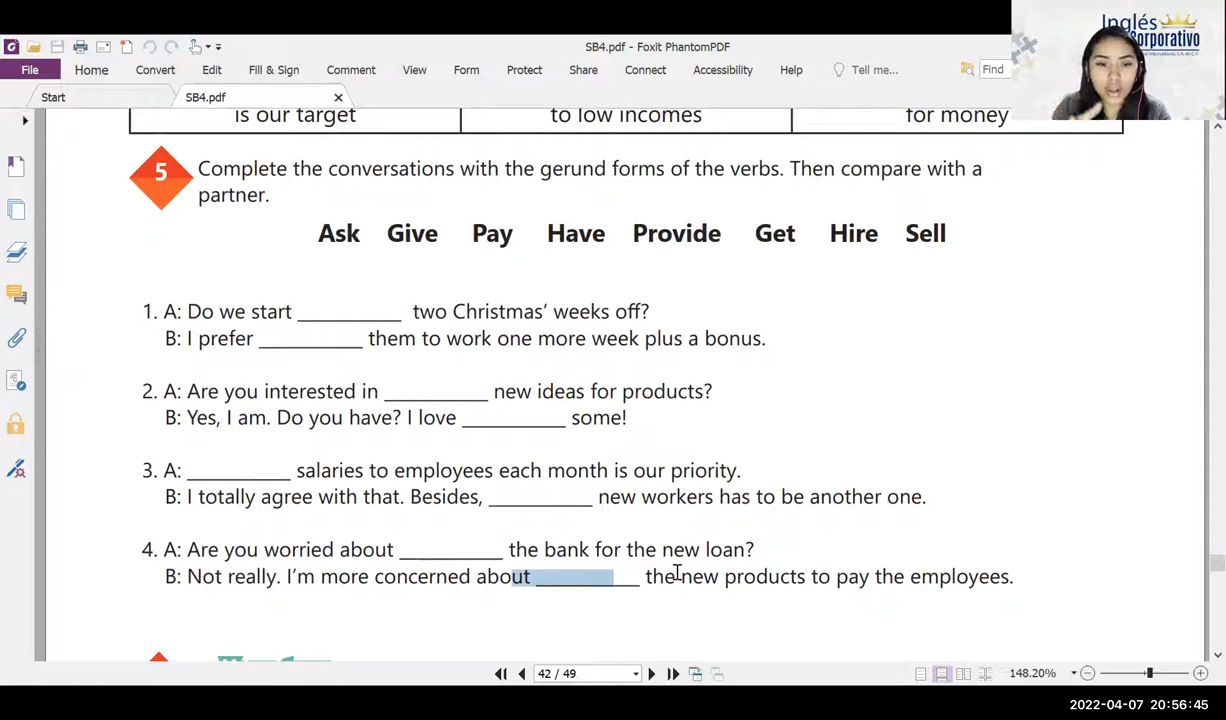 SB4.pdf - Foxit PhantomPDF
File Home Convert Edit Fill & Sign Comment View Form Protect Share Connect Accessibility Help Tell me... Find
Start SB4.pdf
Inglés
Corporativo
is our target to low incomes for money
5 Complete the conversations with the gerund forms of the verbs. Then compare with a
partner.
Ask Give Pay Have Provide Get Hire Sell
1. A: Do we start __________ two Christmas' weeks off?
B: I prefer __________ them to work one more week plus a bonus.
2. A: Are you interested in __________ new ideas for products?
B: Yes, I am. Do you have? I love __________ some!
3. A: __________ salaries to employees each month is our priority.
B: I totally agree with that. Besides, __________ new workers has to be another one.
4. A: Are you worried about __________ the bank for the new loan?
B: Not really. I'm more concerned about __________ the new products to pay the employees.
42 / 49 148.20%
2022-04-07 20:56:45